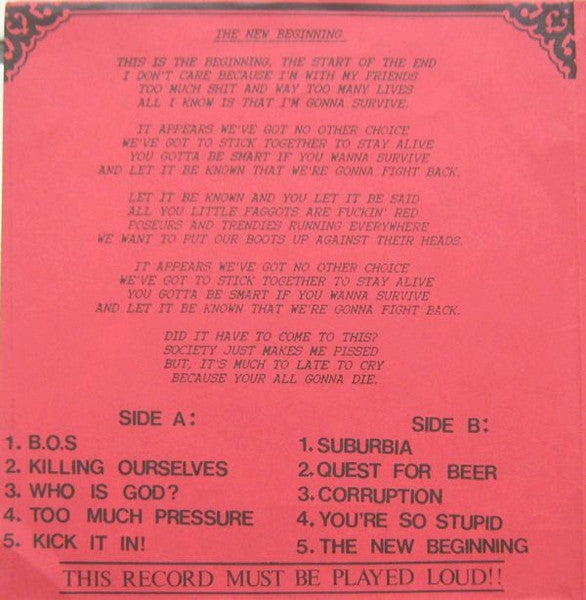 THE NEW BEGINNING
THIS IS THE BEGINNING, THE START OF THE END
I DON'T CARE BECAUSE I'M WITH MY FRIENDS
TOO MUCH SHIT AND WAY TOO MANY LIVES
ALL I KNOW IS THAT I'M GONNA SURVIVE.
IT APPEARS WE'VE GOT NO OTHER CHOICE
WE'VE GOT TO STICK TOGETHER TO STAY ALIVE
YOU GOTTA BE SMART IF YOU WANNA SURVIVE
AND LET IT BE KNOWN THAT WE'RE GONNA FIGHT BACK.
LET IT BE KNOWN AND YOU LET IT BE SAID
ALL YOU LITTLE FAGGOTS ARE FUCKIN' RED
POSEURS AND TRENDIES RUNNING EVERYWHERE
WE WANT TO PUT OUR BOOTS UP AGAINST THEIR HEADS.
IT APPEARS WE'VE GOT NO OTHER CHOICE
WE'VE GOT TO STICK TOGETHER TO STAY ALIVE
YOU GOTTA BE SMART IF YOU WANNA SURVIVE
AND LET IT BE KNOWN THAT WE'RE GONNA FIGHT BACK.
DID IT HAVE TO COME TO THIS?
SOCIETY JUST MAKES ME PISSED
BUT, IT'S MUCH TO LATE TO CRY
BECAUSE YOUR ALL GONNA DIE.
SIDE A:
1. B.O.S
2. KILLING OURSELVES
3. WHO IS GOD?
4. TOO MUCH PRESSURE
5. KICK IT IN!
SIDE B:
1. SUBURBIA
2. QUEST FOR BEER
3. CORRUPTION
4. YOU'RE SO STUPID
5. THE NEW BEGINNING
THIS RECORD MUST BE PLAYED LOUD!!